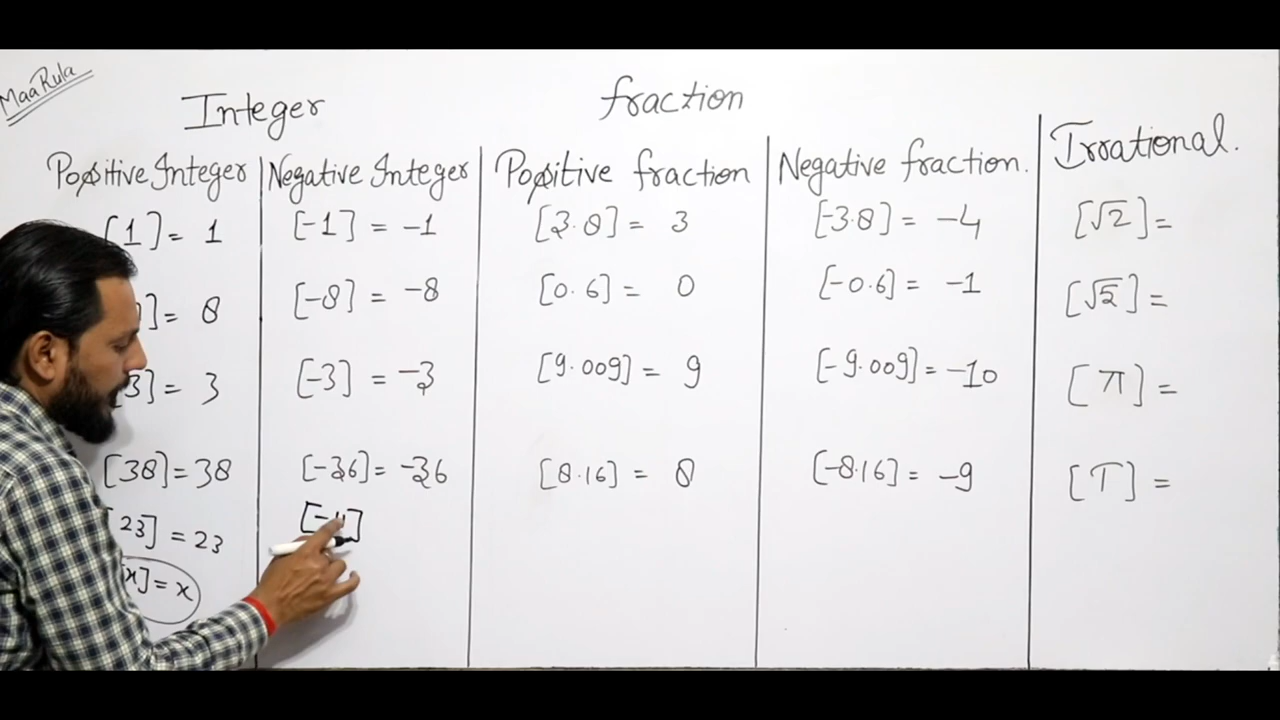 MaaRula
Integer
fraction
Positive Integer
Negative Integer
Positive fraction
Negative fraction.
Irrational.
[1] = 1
[-1] = -1
[3.8] = 3
[-3.8] = -4
[√2] =
] = 8
[-8] = -8
[0.6] = 0
[-0.6] = -1
[√2] =
3] = 3
[-3] = -3
[9.009] = 9
[-9.009] = -10
[π] =
[38] = 38
[-36] = -36
[8.16] = 8
[-8.16] = -9
[ ] =
[23] = 23
[-
[x] = x